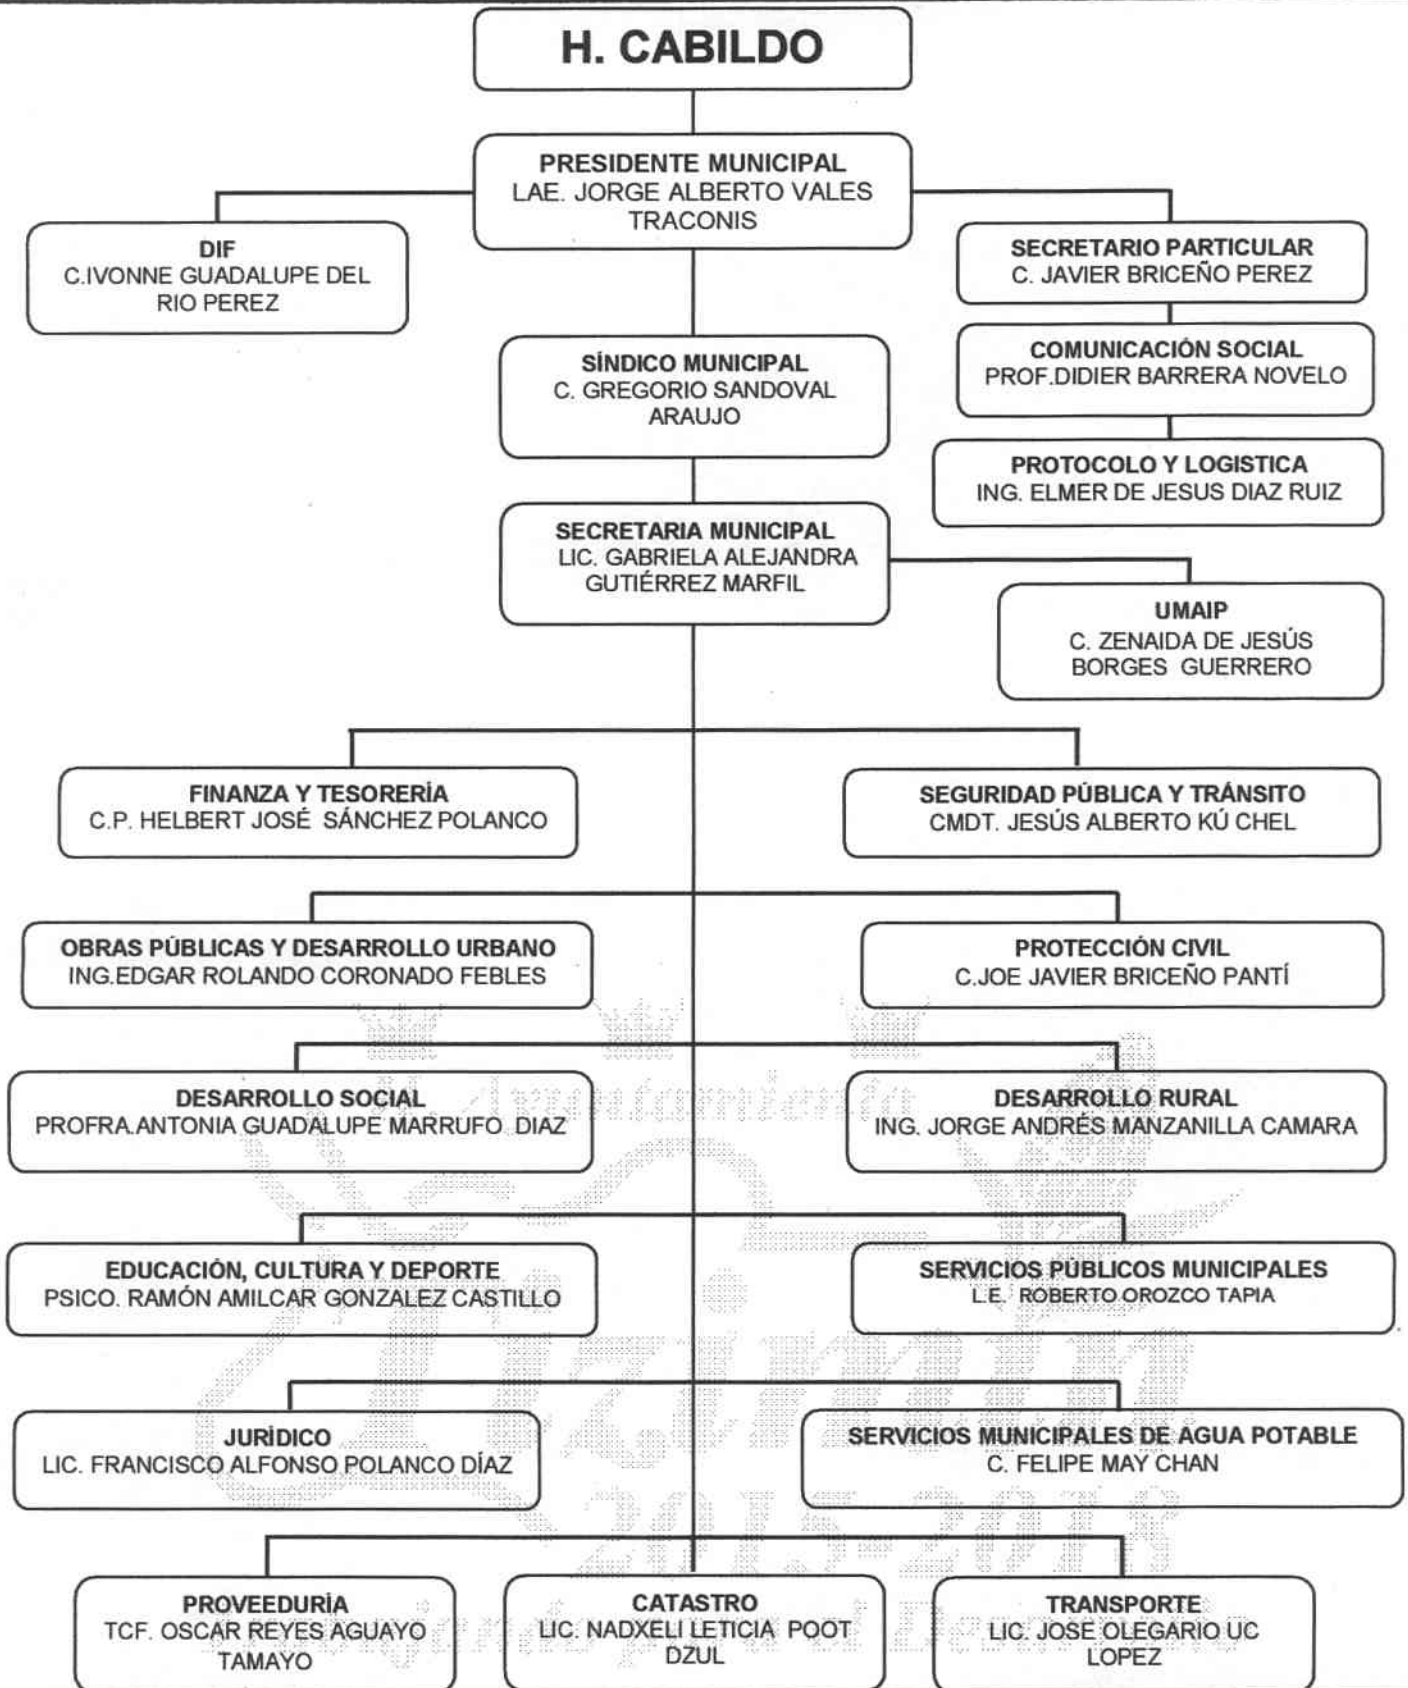 H. CABILDO
PRESIDENTE MUNICIPAL
LAE. JORGE ALBERTO VALES
TRACONIS
DIF
C.IVONNE GUADALUPE DEL
RIO PEREZ
SECRETARIO PARTICULAR
C. JAVIER BRICEÑO PEREZ
COMUNICACIÓN SOCIAL
PROF.DIDIER BARRERA NOVELO
PROTOCOLO Y LOGISTICA
ING. ELMER DE JESUS DIAZ RUIZ
SÍNDICO MUNICIPAL
C. GREGORIO SANDOVAL
ARAUJO
SECRETARIA MUNICIPAL
LIC. GABRIELA ALEJANDRA
GUTIÉRREZ MARFIL
UMAIP
C. ZENAIDA DE JESÚS
BORGES GUERRERO
FINANZA Y TESORERÍA
C.P. HELBERT JOSÉ SÁNCHEZ POLANCO
SEGURIDAD PÚBLICA Y TRÁNSITO
CMDT. JESÚS ALBERTO KÚ CHEL
OBRAS PÚBLICAS Y DESARROLLO URBANO
ING.EDGAR ROLANDO CORONADO FEBLES
PROTECCIÓN CIVIL
C.JOE JAVIER BRICEÑO PANTÍ
DESARROLLO SOCIAL
PROFRA.ANTONIA GUADALUPE MARRUFO DIAZ
DESARROLLO RURAL
ING. JORGE ANDRÉS MANZANILLA CAMARA
H. Ayuntamiento
EDUCACIÓN, CULTURA Y DEPORTE
PSICO. RAMÓN AMILCAR GONZALEZ CASTILLO
SERVICIOS PÚBLICOS MUNICIPALES
L.E. ROBERTO OROZCO TAPIA
Tizimín
JURÍDICO
LIC. FRANCISCO ALFONSO POLANCO DÍAZ
SERVICIOS MUNICIPALES DE AGUA POTABLE
C. FELIPE MAY CHAN
2015-2018
PROVEEDURÍA
TCF. OSCAR REYES AGUAYO
TAMAYO
CATASTRO
LIC. NADXELI LETICIA POOT
DZUL
TRANSPORTE
LIC. JOSE OLEGARIO UC
LOPEZ